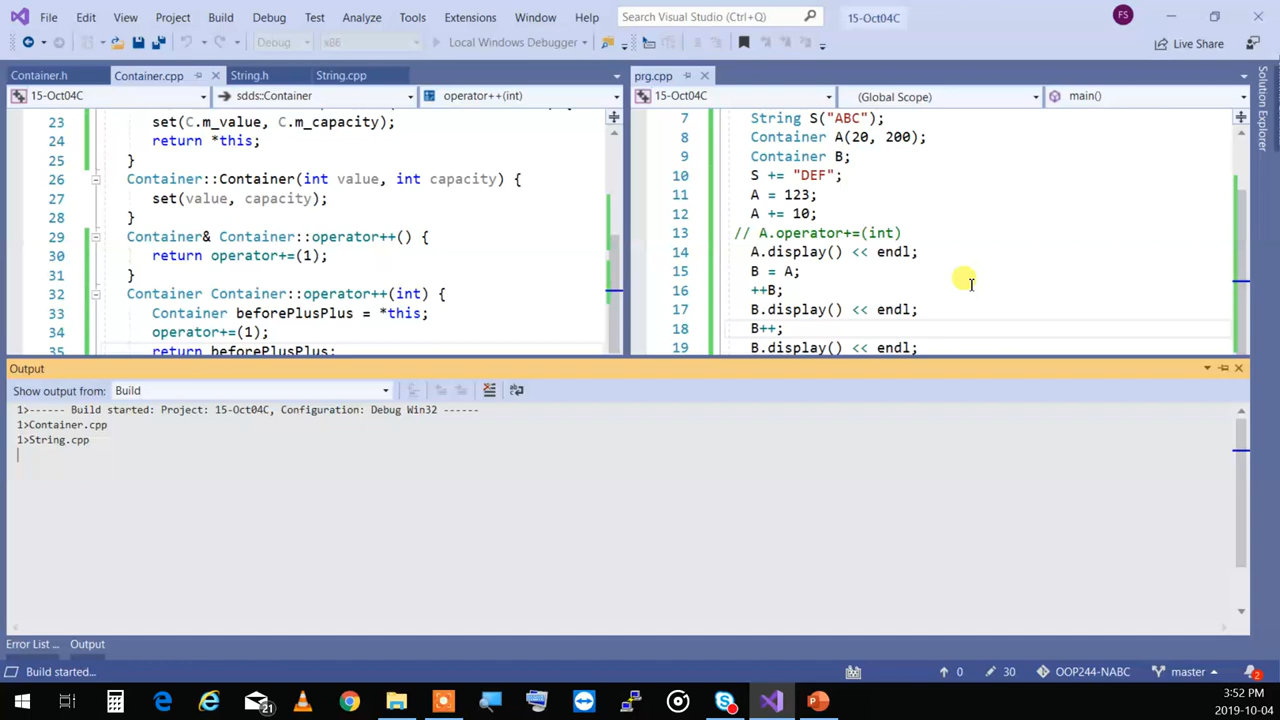 File Edit View Project Build Debug Test Analyze Tools Extensions Window Help Search Visual Studio (Ctrl+Q) 15-Oct04C FS
Debug x86 Local Windows Debugger Live Share
Container.h Container.cpp String.h String.cpp prg.cpp
15-Oct04C sdds::Container operator++(int) 15-Oct04C (Global Scope) main()
23 set(C.m_value, C.m_capacity);
24 return *this;
25 }
26 Container::Container(int value, int capacity) {
27 set(value, capacity);
28 }
29 Container& Container::operator++() {
30 return operator+=(1);
31 }
32 Container Container::operator++(int) {
33 Container beforePlusPlus = *this;
34 operator+=(1);
35 return beforePlusPlus;
7 String S("ABC");
8 Container A(20, 200);
9 Container B;
10 S += "DEF";
11 A = 123;
12 A += 10;
13 // A.operator+=(int)
14 A.display() << endl;
15 B = A;
16 ++B;
17 B.display() << endl;
18 B++;
19 B.display() << endl;
Output
Show output from: Build
1>------ Build started: Project: 15-Oct04C, Configuration: Debug Win32 ------
1>Container.cpp
1>String.cpp
Solution Explorer
Error List ... Output
Build started... 0 30 OOP244-NABC master 2
21
3:52 PM
2019-10-04